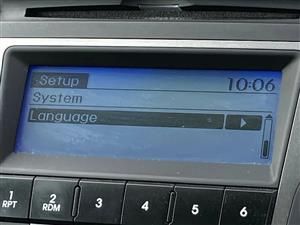 Setup 10:06
System
Language
1 2 3 4 5 6
RPT RDM